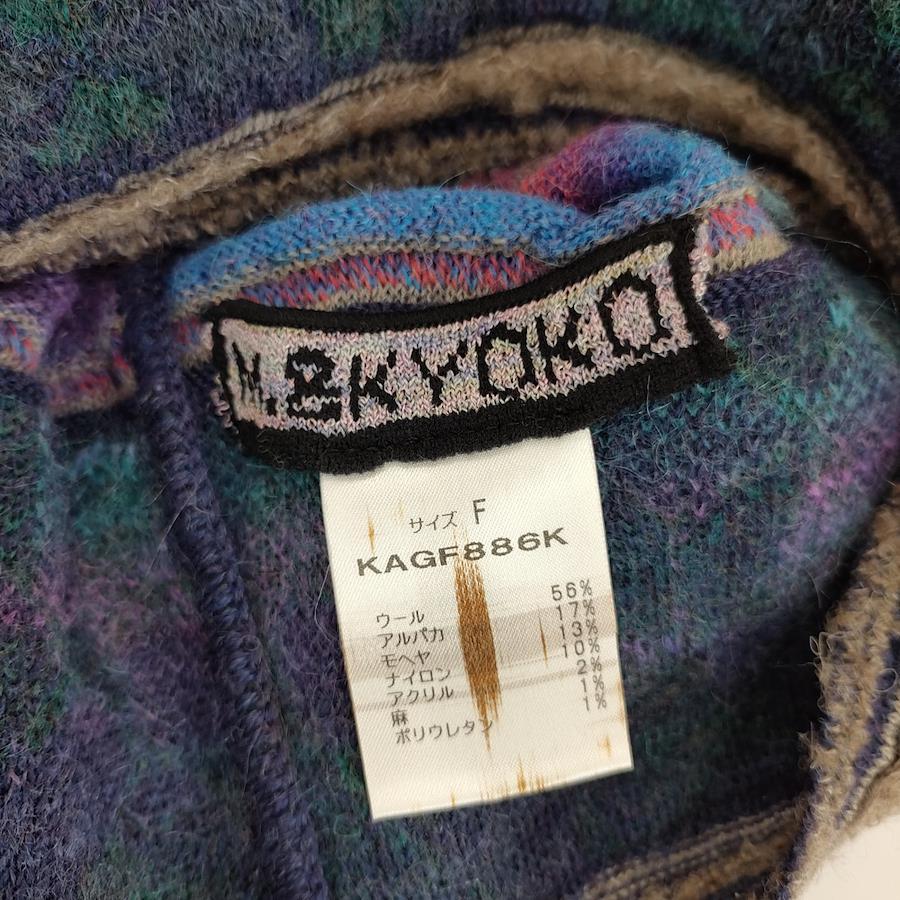 M.&KYOKO
サイズ F
KAGF886K
ウール 56%
アルパカ 17%
モヘヤ 13%
ナイロン 10%
アクリル 2%
麻 1%
ポリウレタン 1%